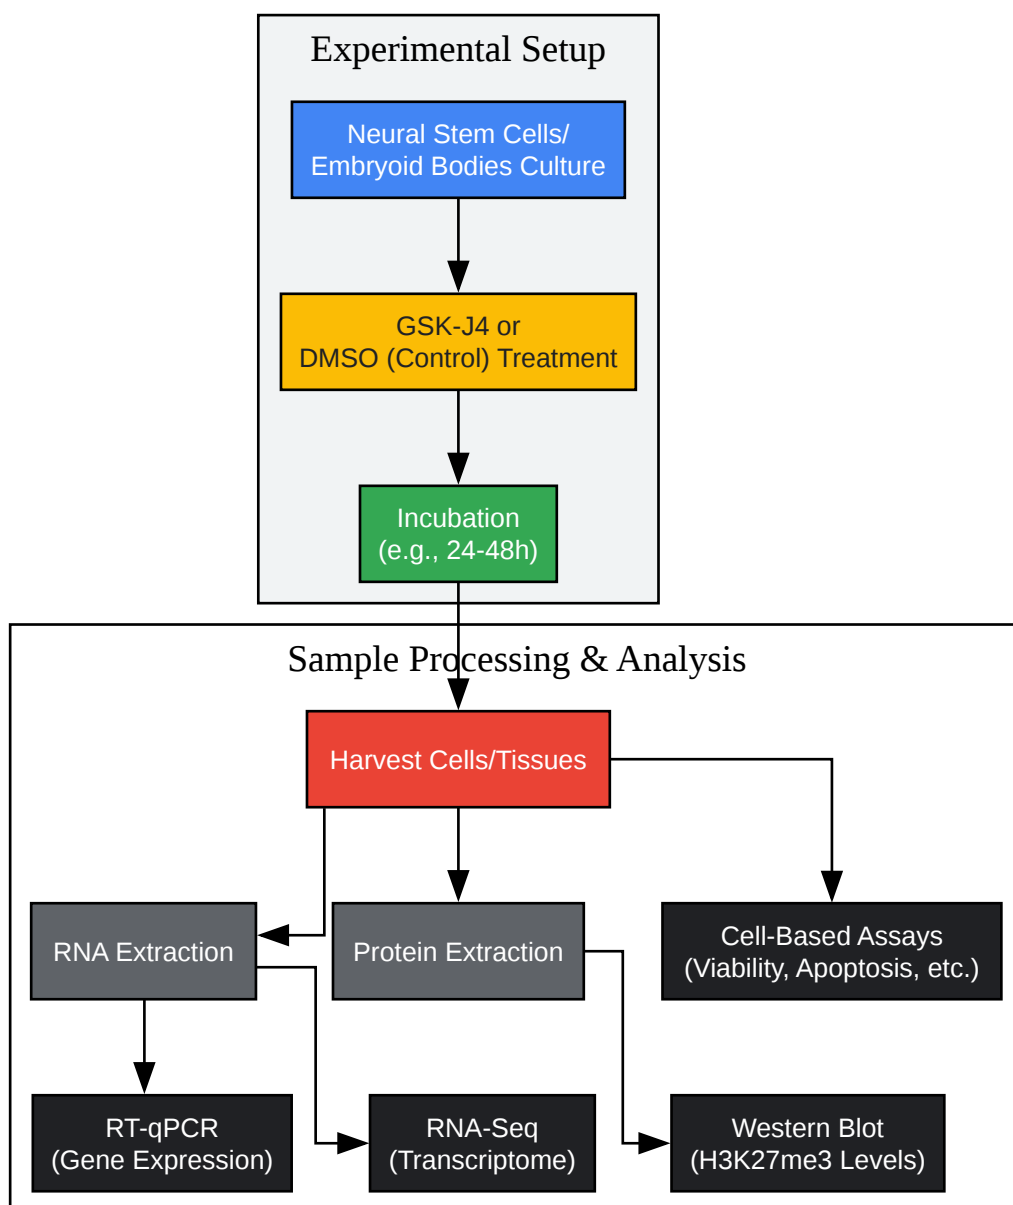 Experimental Setup
Neural Stem Cells/
Embryoid Bodies Culture
GSK-J4 or
DMSO (Control) Treatment
Incubation
(e.g., 24-48h)
Sample Processing & Analysis
Harvest Cells/Tissues
RNA Extraction
Protein Extraction
Cell-Based Assays
(Viability, Apoptosis, etc.)
RT-qPCR
(Gene Expression)
RNA-Seq
(Transcriptome)
Western Blot
(H3K27me3 Levels)